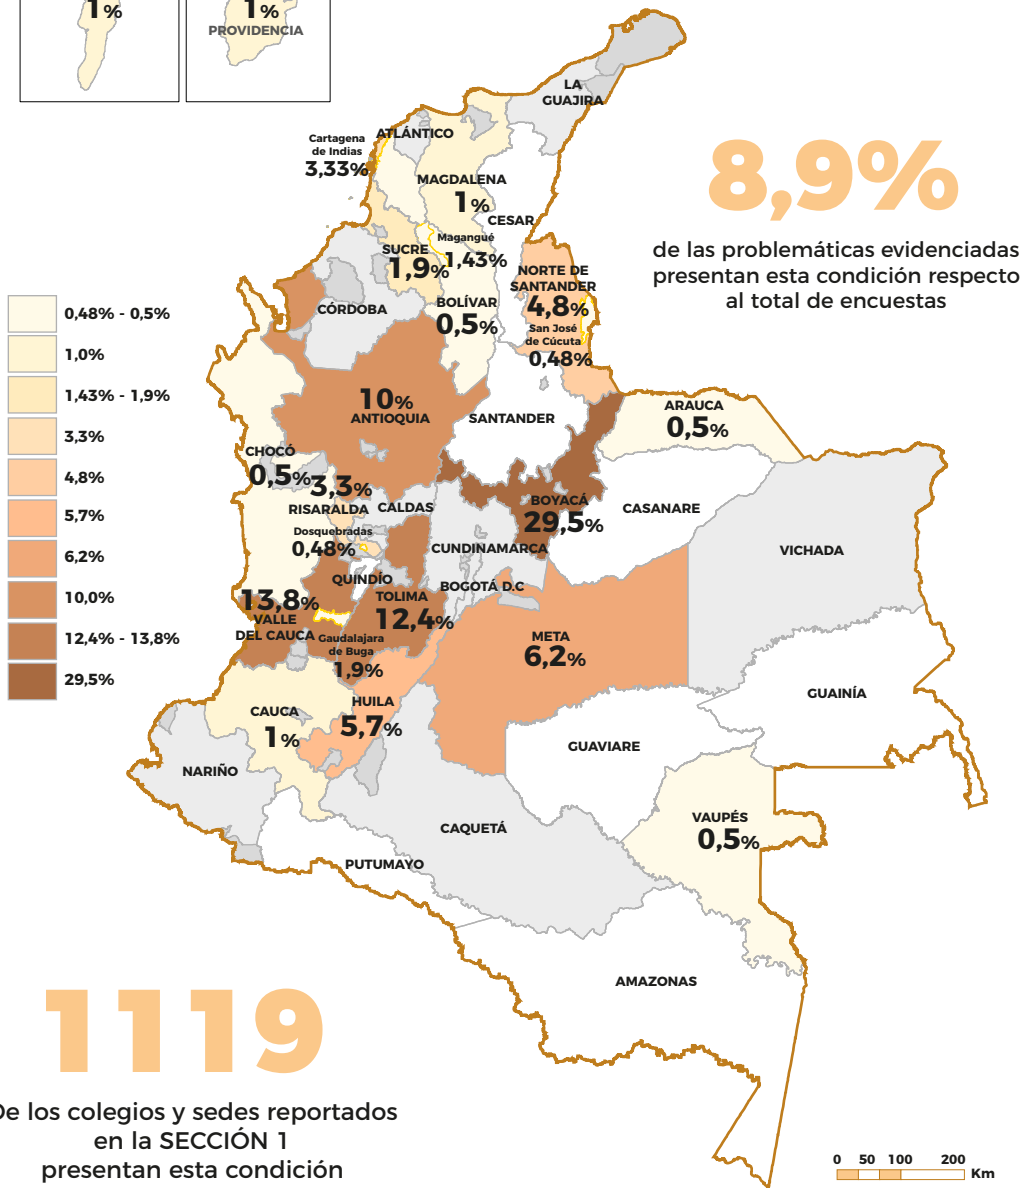 1%
1%
PROVIDENCIA
LA
GUAJIRA
ATLÁNTICO
Cartagena
de Indias
3,33%
MAGDALENA
1%
CESAR
8,9%
de las problemáticas evidenciadas
presentan esta condición respecto
al total de encuestas
Magangué
1,43%
SUCRE
1,9%
NORTE DE
SANTANDER
4,8%
San José
de Cúcuta
0,48%
CÓRDOBA
BOLÍVAR
0,5%
0,48% - 0,5%
1,0%
1,43% - 1,9%
3,3%
4,8%
5,7%
6,2%
10,0%
12,4% - 13,8%
29,5%
10%
ANTIOQUIA
SANTANDER
ARAUCA
0,5%
CHOCÓ
0,5%
3,3%
RISARALDA
CALDAS
BOYACÁ
29,5%
CASANARE
Dosquebradas
0,48%
CUNDINAMARCA
VICHADA
QUINDÍO
BOGOTÁ D.C
13,8%
VALLE
DEL CAUCA
TOLIMA
12,4%
Gaudalajara
de Buga
1,9%
META
6,2%
GUAINÍA
CAUCA
1%
HUILA
5,7%
GUAVIARE
NARIÑO
CAQUETÁ
VAUPÉS
0,5%
PUTUMAYO
AMAZONAS
1119
De los colegios y sedes reportados
en la SECCIÓN 1
presentan esta condición
0 50 100 200
Km